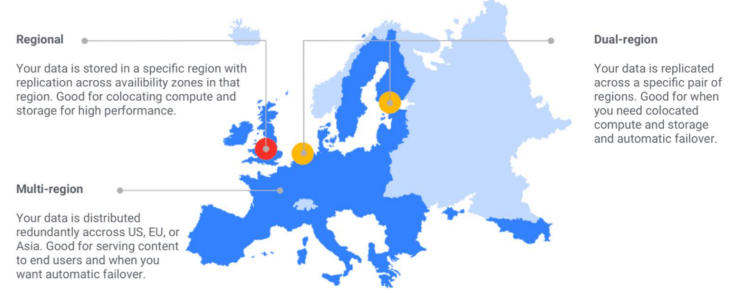 Regional
Your data is stored in a specific region with
replication across availibility zones in that
region. Good for colocating compute and
storage for high performance.
Multi-region
Your data is distributed
redundantly accross US, EU, or
Asia. Good for serving content
to end users and when you
want automatic failover.
Dual-region
Your data is replicated
across a specific pair of
regions. Good for when
you need colocated
compute and storage
and automatic failover.